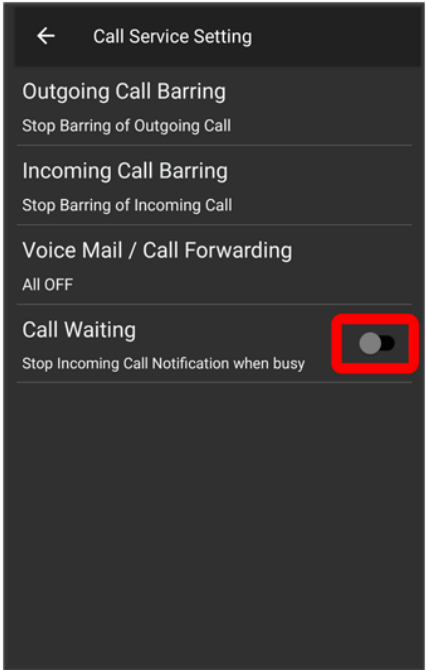 Call Service Setting
Outgoing Call Barring
Stop Barring of Outgoing Call
Incoming Call Barring
Stop Barring of Incoming Call
Voice Mail / Call Forwarding
All OFF
Call Waiting
Stop Incoming Call Notification when busy